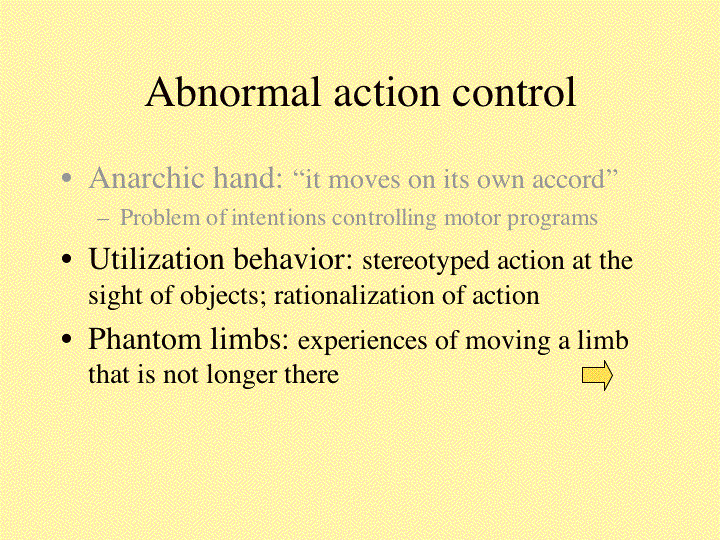 Abnormal action control
• Anarchic hand: “it moves on its own accord”
– Problem of intentions controlling motor programs
• Utilization behavior: stereotyped action at the
sight of objects; rationalization of action
• Phantom limbs: experiences of moving a limb
that is not longer there